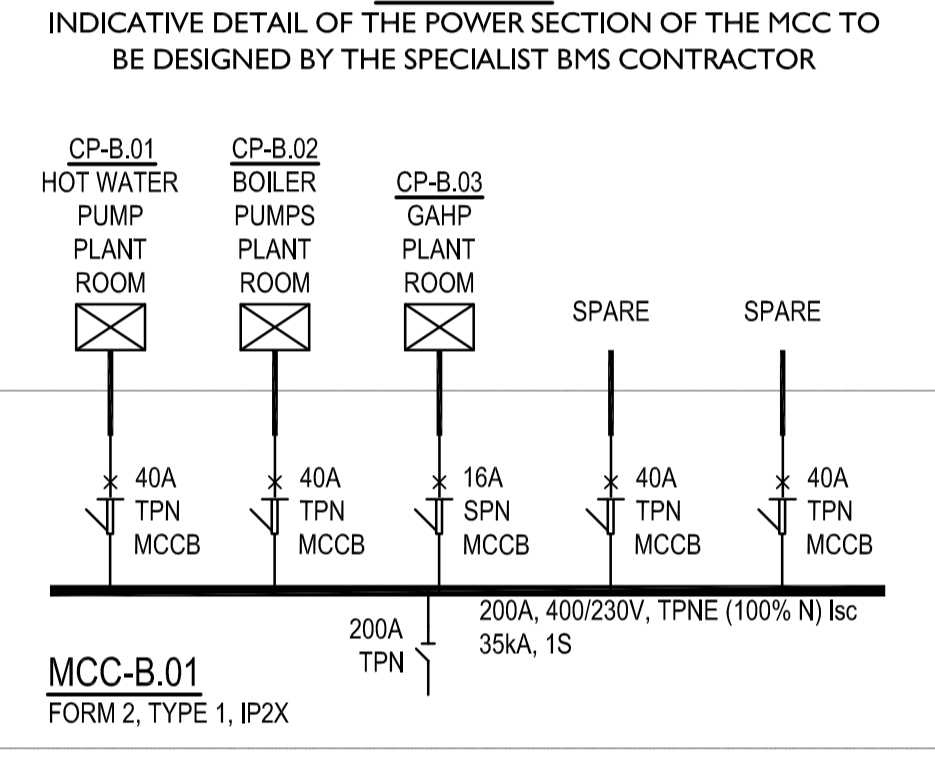 INDICATIVE DETAIL OF THE POWER SECTION OF THE MCC TO
BE DESIGNED BY THE SPECIALIST BMS CONTRACTOR
CP-B.01
HOT WATER
PUMP
PLANT
ROOM
CP-B.02
BOILER
PUMPS
PLANT
ROOM
CP-B.03
GAHP
PLANT
ROOM
SPARE
SPARE
40A
TPN
MCCB
40A
TPN
MCCB
16A
SPN
MCCB
40A
TPN
MCCB
40A
TPN
MCCB
200A, 400/230V, TPNE (100% N) Isc
35kA, 1S
200A
TPN
MCC-B.01
FORM 2, TYPE 1, IP2X